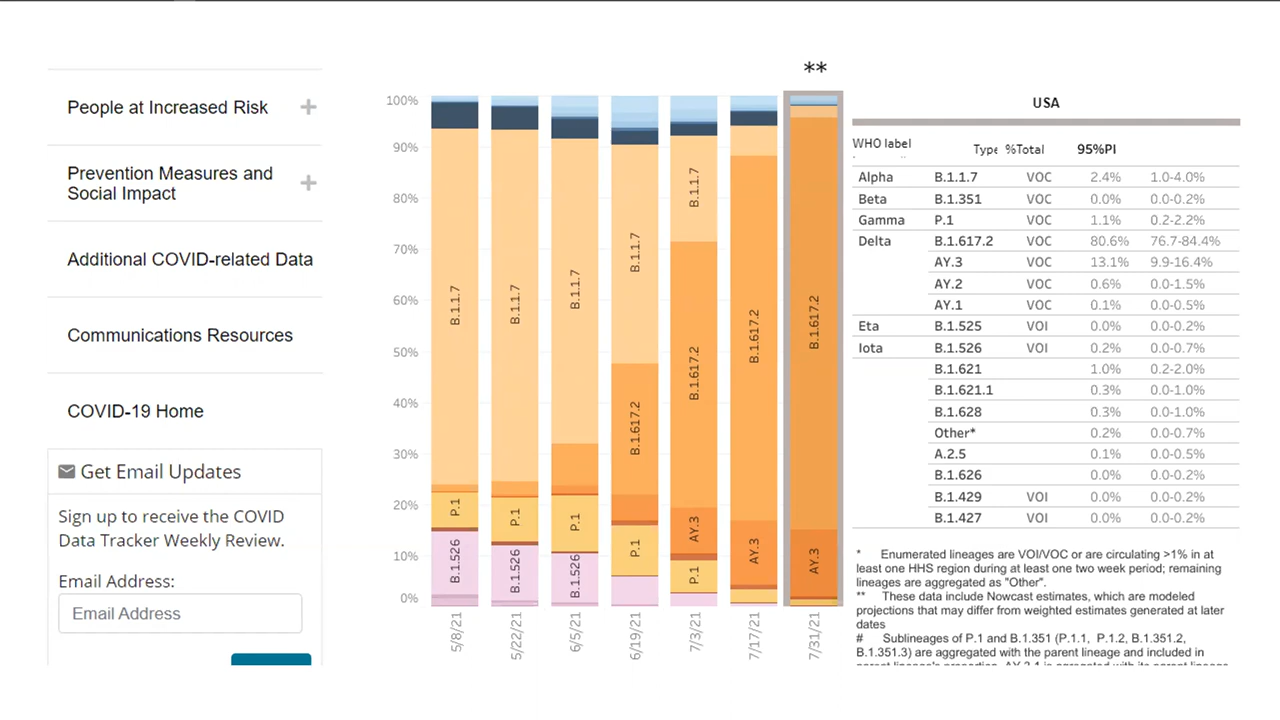 People at Increased Risk
Prevention Measures and
Social Impact
Additional COVID-related Data
Communications Resources
COVID-19 Home
Get Email Updates
Sign up to receive the COVID
Data Tracker Weekly Review.
Email Address:
Email Address
**
100%
90%
80%
70%
60%
50%
40%
30%
20%
10%
0%
B.1.1.7
P.1
B.1.526
B.1.1.7
P.1
B.1.526
B.1.1.7
P.1
B.1.526
B.1.1.7
B.1.617.2
P.1
B.1.1.7
B.1.617.2
AY.3
P.1
B.1.617.2
AY.3
B.1.617.2
AY.3
5/8/21
5/22/21
6/5/21
6/19/21
7/3/21
7/17/21
7/31/21
USA
WHO label Type %Total 95%PI
Alpha B.1.1.7 VOC 2.4% 1.0-4.0%
Beta B.1.351 VOC 0.0% 0.0-0.2%
Gamma P.1 VOC 1.1% 0.2-2.2%
Delta B.1.617.2 VOC 80.6% 76.7-84.4%
AY.3 VOC 13.1% 9.9-16.4%
AY.2 VOC 0.6% 0.0-1.5%
AY.1 VOC 0.1% 0.0-0.5%
Eta B.1.525 VOI 0.0% 0.0-0.2%
Iota B.1.526 VOI 0.2% 0.0-0.7%
B.1.621 1.0% 0.2-2.0%
B.1.621.1 0.3% 0.0-1.0%
B.1.628 0.3% 0.0-1.0%
Other* 0.2% 0.0-0.7%
A.2.5 0.1% 0.0-0.5%
B.1.626 0.0% 0.0-0.2%
B.1.429 VOI 0.0% 0.0-0.2%
B.1.427 VOI 0.0% 0.0-0.2%
* Enumerated lineages are VOI/VOC or are circulating >1% in at
least one HHS region during at least one two week period; remaining
lineages are aggregated as "Other".
** These data include Nowcast estimates, which are modeled
projections that may differ from weighted estimates generated at later
dates
# Sublineages of P.1 and B.1.351 (P.1.1, P.1.2, B.1.351.2,
B.1.351.3) are aggregated with the parent lineage and included in